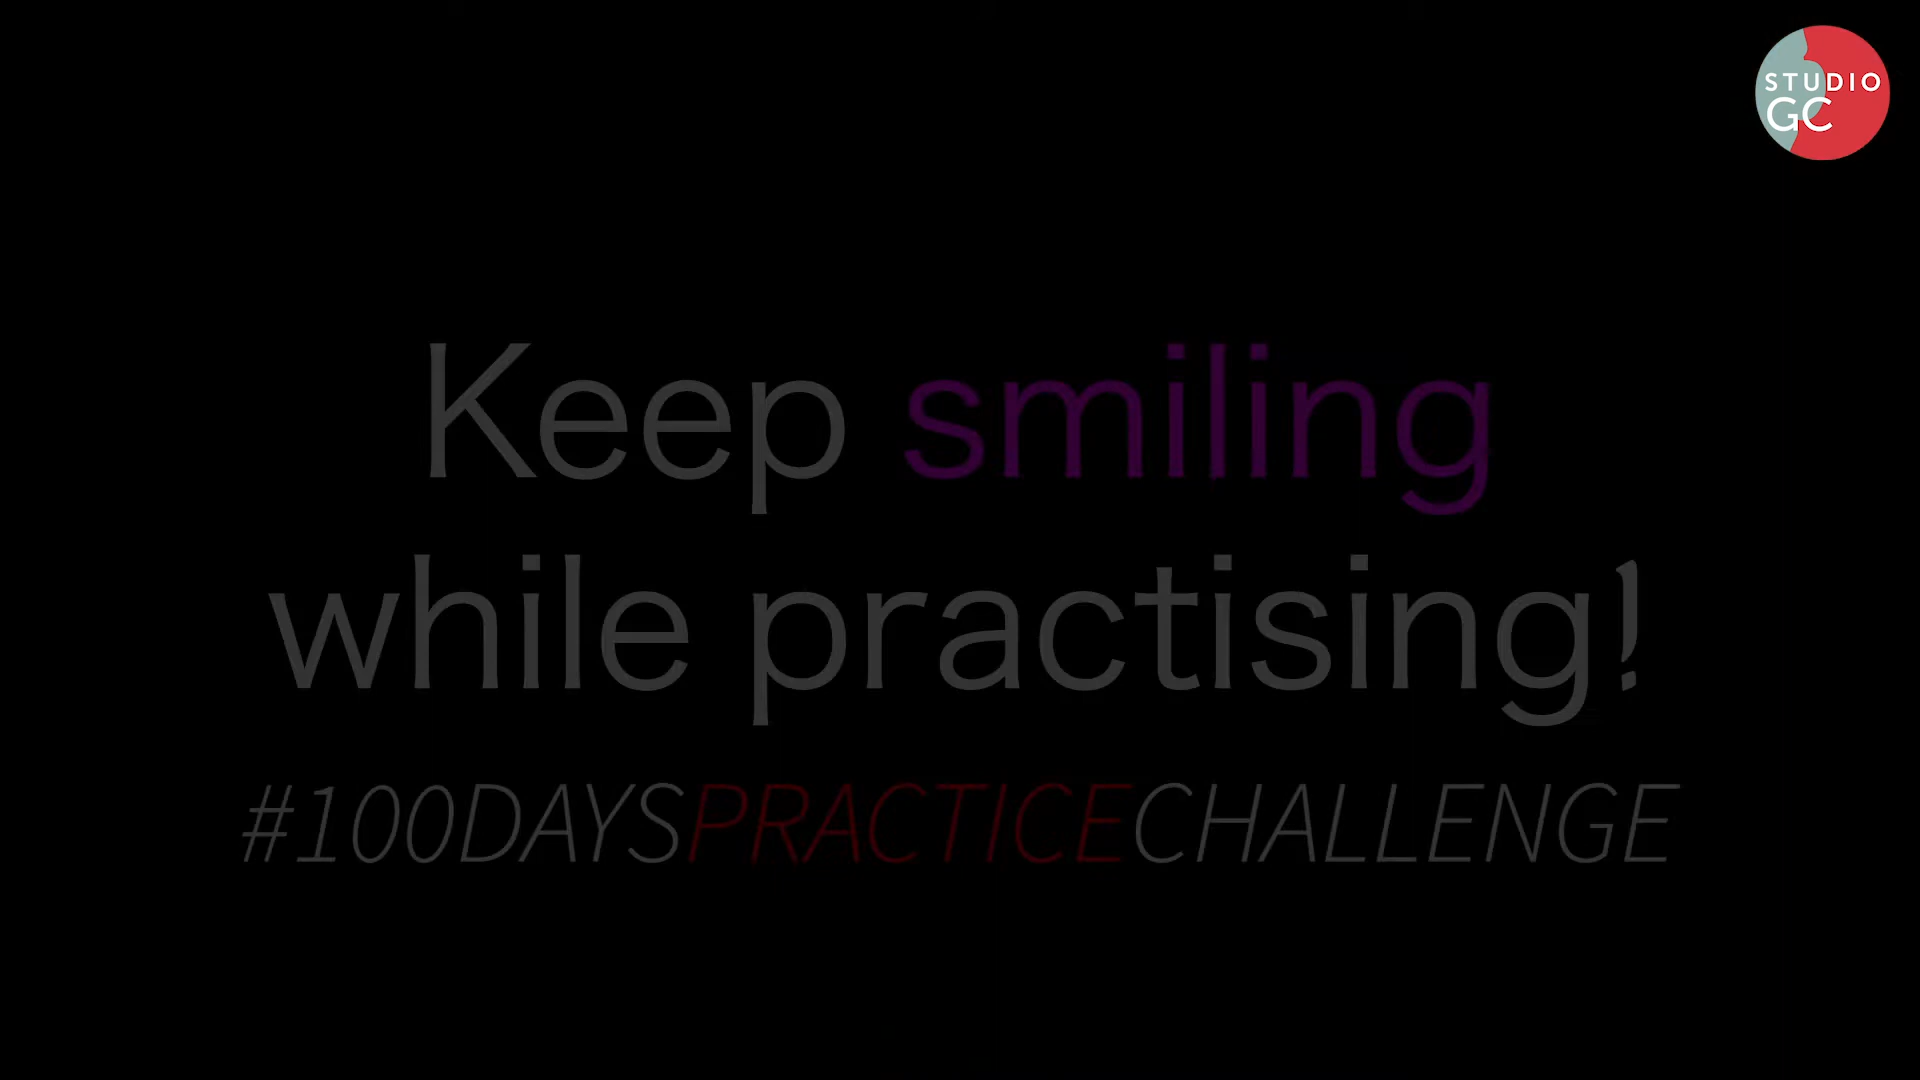 STUDIO
GC
Keep smiling
while practising!
#100DAYSPRACTICECHALLENGE